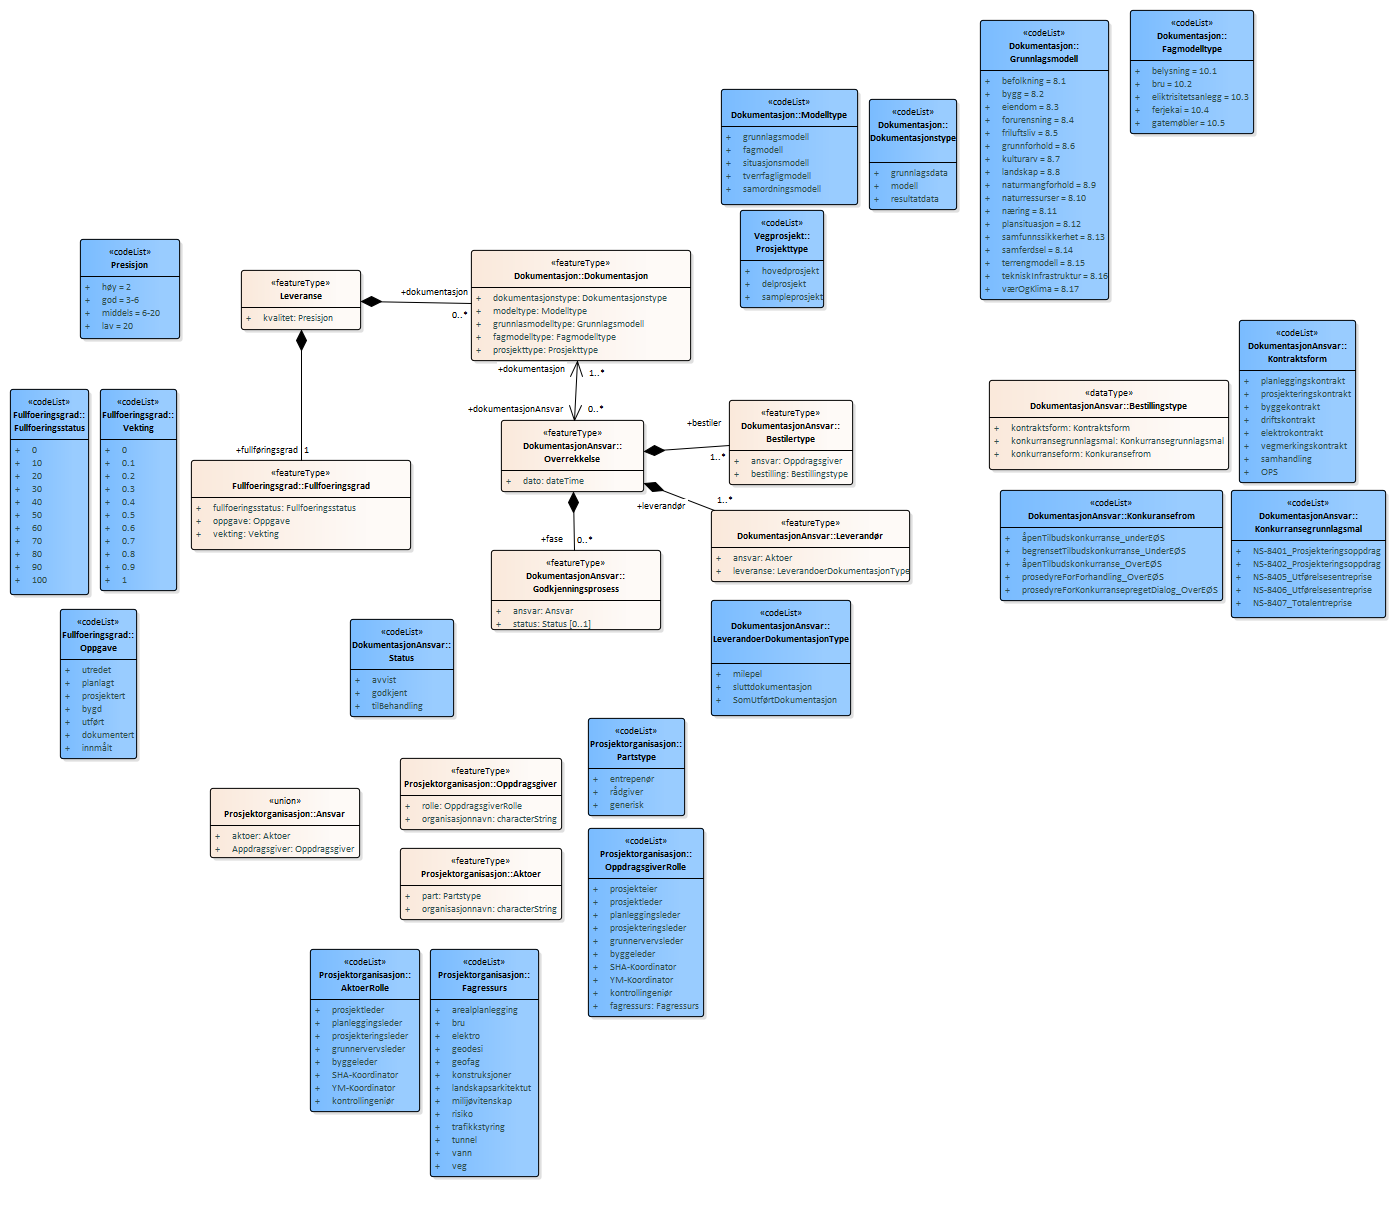 «codeList»
Dokumentasjon::
Grunnlagsmodell
+ befolkning = 8.1
+ bygg = 8.2
+ eiendom = 8.3
+ forurensning = 8.4
+ friluftsliv = 8.5
+ grunnforhold = 8.6
+ kulturarv = 8.7
+ landskap = 8.8
+ naturmangforhold = 8.9
+ naturressurser = 8.10
+ næring = 8.11
+ plansituasjon = 8.12
+ samfunnssikkerhet = 8.13
+ samferdsel = 8.14
+ terrengmodell = 8.15
+ tekniskInfrastruktur = 8.16
+ værOgKlima = 8.17
«codeList»
Dokumentasjon::
Fagmodelltype
+ belysning = 10.1
+ bru = 10.2
+ eliktrisitetsanlegg = 10.3
+ ferjekai = 10.4
+ gatemøbler = 10.5
«codeList»
Dokumentasjon::Modelltype
+ grunnlagsmodell
+ fagmodell
+ situasjonsmodell
+ tverrfagligmodell
+ samordningsmodell
«codeList»
Dokumentasjon::
Dokumentasjonstype
+ grunnlagsdata
+ modell
+ resultatdata
«codeList»
Vegprosjekt::
Prosjekttype
+ hovedprosjekt
+ delprosjekt
+ sampleprosjekt
«codeList»
Presisjon
+ høy = 2
+ god = 3-6
+ middels = 6-20
+ lav = 20
«featureType»
Leveranse
+ kvalitet: Presisjon
+dokumentasjon
0..*
«featureType»
Dokumentasjon::Dokumentasjon
+ dokumentasjonstype: Dokumentasjonstype
+ modeltype: Modelltype
+ grunnlasmodelltype: Grunnlagsmodell
+ fagmodelltype: Fagmodelltype
+ prosjekttype: Prosjekttype
+dokumentasjon
1..*
+dokumentasjonAnsvar
0..*
«codeList»
DokumentasjonAnsvar::
Kontraktsform
+ planleggingskontrakt
+ prosjekteringskontrakt
+ byggekontrakt
+ driftskontrakt
+ elektrokontrakt
+ vegmerkingskontrakt
+ samhandling
+ OPS
«dataType»
DokumentasjonAnsvar::Bestillingstype
+ kontraktsform: Kontraktsform
+ konkurransegrunnlagsmal: Konkurransegrunnlagsmal
+ konkurranseform: Konkuransefrom
«codeList»
Fullfoeringsgrad::
Fullfoeringsstatus
+ 0
+ 10
+ 20
+ 30
+ 40
+ 50
+ 60
+ 70
+ 80
+ 90
+ 100
«codeList»
Fullfoeringsgrad::
Vekting
+ 0
+ 0.1
+ 0.2
+ 0.3
+ 0.4
+ 0.5
+ 0.6
+ 0.7
+ 0.8
+ 0.9
+ 1
+fullføringsgrad
1
«featureType»
Fullfoeringsgrad::Fullfoeringsgrad
+ fullfoeringsstatus: Fullfoeringsstatus
+ oppgave: Oppgave
+ vekting: Vekting
«featureType»
DokumentasjonAnsvar::
Overrekkelse
+ dato: dateTime
+bestiler
1..*
«featureType»
DokumentasjonAnsvar::
Bestilertype
+ ansvar: Oppdragsgiver
+ bestilling: Bestillingstype
+leverandør
1..*
«featureType»
DokumentasjonAnsvar::Leverandør
+ ansvar: Aktoer
+ leveranse: LeverandoerDokumentasjonType
+fase
0..*
«featureType»
DokumentasjonAnsvar::
Godkjenningsprosess
+ ansvar: Ansvar
+ status: Status [0..1]
«codeList»
DokumentasjonAnsvar::Konkuransefrom
+ åpenTilbudskonkurranse_underEØS
+ begrensetTilbudskonkurranse_UnderEØS
+ åpenTilbudskonkurranse_OverEØS
+ prosedyreForForhandling_OverEØS
+ prosedyreForKonkurransepregetDialog_OverEØS
«codeList»
DokumentasjonAnsvar::
Konkurransegrunnlagsmal
+ NS-8401_Prosjekteringsoppdrag
+ NS-8402_Prosjekteringsoppdrag
+ NS-8405_Utførelsesentreprise
+ NS-8406_Utførelsesentreprise
+ NS-8407_Totalentreprise
«codeList»
Fullfoeringsgrad::
Oppgave
+ utredet
+ planlagt
+ prosjektert
+ bygd
+ utført
+ dokumentert
+ innmålt
«codeList»
DokumentasjonAnsvar::
Status
+ avvist
+ godkjent
+ tilBehandling
«codeList»
DokumentasjonAnsvar::
LeverandoerDokumentasjonType
+ milepel
+ sluttdokumentasjon
+ SomUtførtDokumentasjon
«codeList»
Prosjektorganisasjon::
Partstype
+ entrepenør
+ rådgiver
+ generisk
«featureType»
Prosjektorganisasjon::Oppdragsgiver
+ rolle: OppdragsgiverRolle
+ organisasjonnavn: characterString
«union»
Prosjektorganisasjon::Ansvar
+ aktoer: Aktoer
+ Appdragsgiver: Oppdragsgiver
«featureType»
Prosjektorganisasjon::Aktoer
+ part: Partstype
+ organisasjonnavn: characterString
«codeList»
Prosjektorganisasjon::
OppdragsgiverRolle
+ prosjekteier
+ prosjektleder
+ planleggingsleder
+ prosjekteringsleder
+ grunnervervsleder
+ byggeleder
+ SHA-Koordinator
+ YM-Koordinator
+ kontrollingeniør
+ fagressurs: Fagressurs
«codeList»
Prosjektorganisasjon::
AktoerRolle
+ prosjektleder
+ planleggingsleder
+ prosjekteringsleder
+ grunnervervsleder
+ byggeleder
+ SHA-Koordinator
+ YM-Koordinator
+ kontrollingeniør
«codeList»
Prosjektorganisasjon::
Fagressurs
+ arealplanlegging
+ bru
+ elektro
+ geodesi
+ geofag
+ konstruksjoner
+ landskapsarkitektut
+ miljjøvitenskap
+ risiko
+ trafikkstyring
+ tunnel
+ vann
+ veg